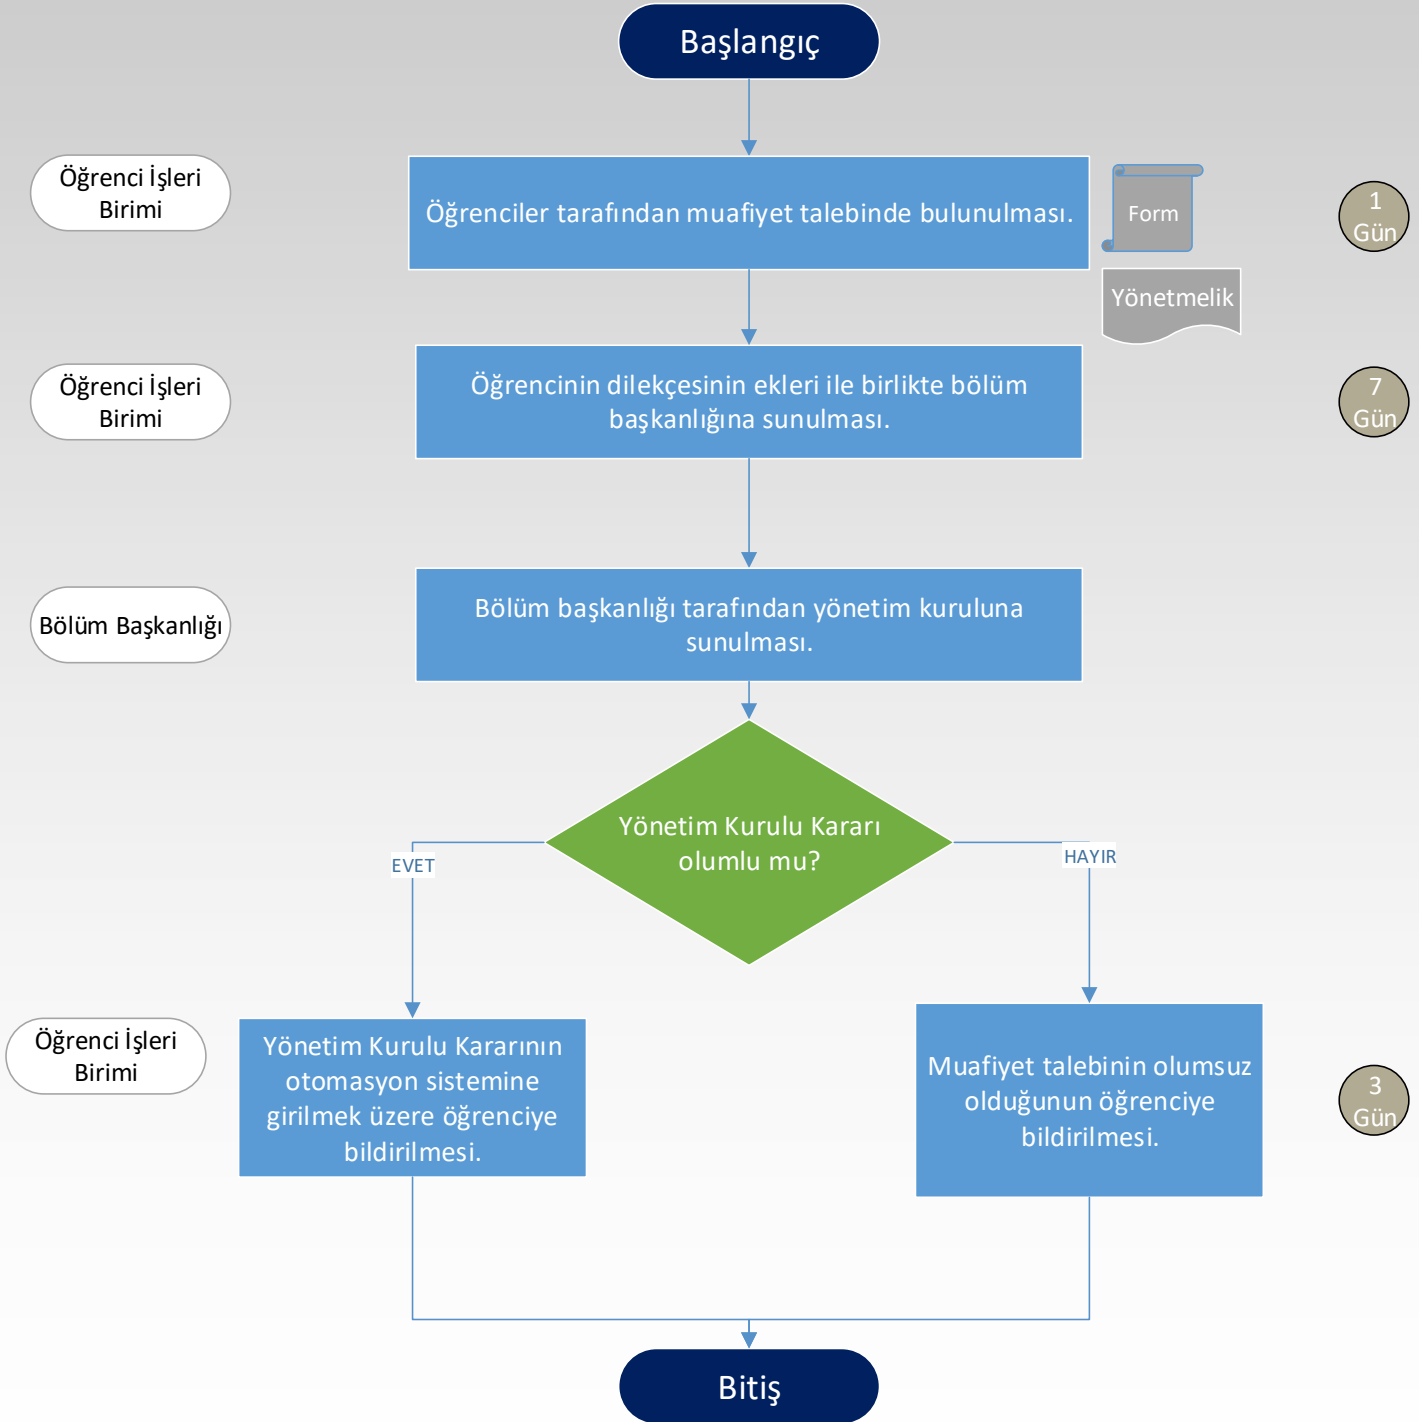 Başlangıç
Öğrenci İşleri
Birimi
Öğrenciler tarafından muafiyet talebinde bulunulması.
Form
1
Gün
Yönetmelik
Öğrenci İşleri
Birimi
Öğrencinin dilekçesinin ekleri ile birlikte bölüm
başkanlığına sunulması.
7
Gün
Bölüm Başkanlığı
Bölüm başkanlığı tarafından yönetim kuruluna
sunulması.
Yönetim Kurulu Kararı
olumlu mu?
EVET
HAYIR
Öğrenci İşleri
Birimi
Yönetim Kurulu Kararının
otomasyon sistemine
girilmek üzere öğrenciye
bildirilmesi.
Muafiyet talebinin olumsuz
olduğunun öğrenciye
bildirilmesi.
3
Gün
Bitiş